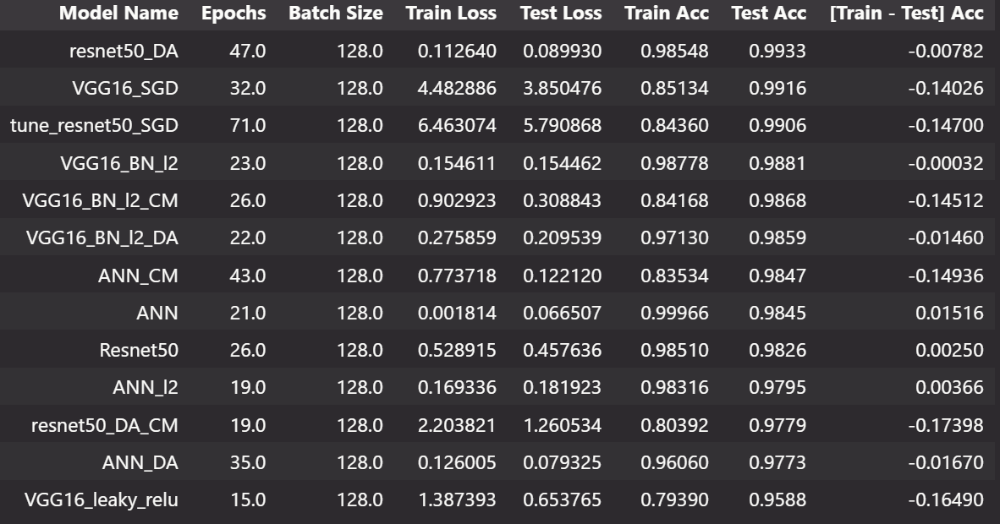 Model Name Epochs Batch Size Train Loss Test Loss Train Acc Test Acc [Train - Test] Acc
resnet50_DA 47.0 128.0 0.112640 0.089930 0.98548 0.9933 -0.00782
VGG16_SGD 32.0 128.0 4.482886 3.850476 0.85134 0.9916 -0.14026
tune_resnet50_SGD 71.0 128.0 6.463074 5.790868 0.84360 0.9906 -0.14700
VGG16_BN_l2 23.0 128.0 0.154611 0.154462 0.98778 0.9881 -0.00032
VGG16_BN_l2_CM 26.0 128.0 0.902923 0.308843 0.84168 0.9868 -0.14512
VGG16_BN_l2_DA 22.0 128.0 0.275859 0.209539 0.97130 0.9859 -0.01460
ANN_CM 43.0 128.0 0.773718 0.122120 0.83534 0.9847 -0.14936
ANN 21.0 128.0 0.001814 0.066507 0.99966 0.9845 0.01516
Resnet50 26.0 128.0 0.528915 0.457636 0.98510 0.9826 0.00250
ANN_l2 19.0 128.0 0.169336 0.181923 0.98316 0.9795 0.00366
resnet50_DA_CM 19.0 128.0 2.203821 1.260534 0.80392 0.9779 -0.17398
ANN_DA 35.0 128.0 0.126005 0.079325 0.96060 0.9773 -0.01670
VGG16_leaky_relu 15.0 128.0 1.387393 0.653765 0.79390 0.9588 -0.16490